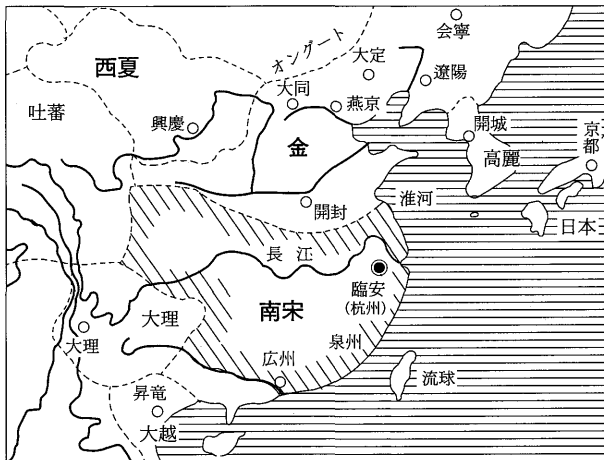 会寧
オングート
西夏
大定
遼陽
大同
燕京
吐蕃
興慶
開城
京都
金
高麗
開封
淮河
日本
長江
臨安
(杭州)
南宋
大理
大理
泉州
広州
流球
昇竜
大越